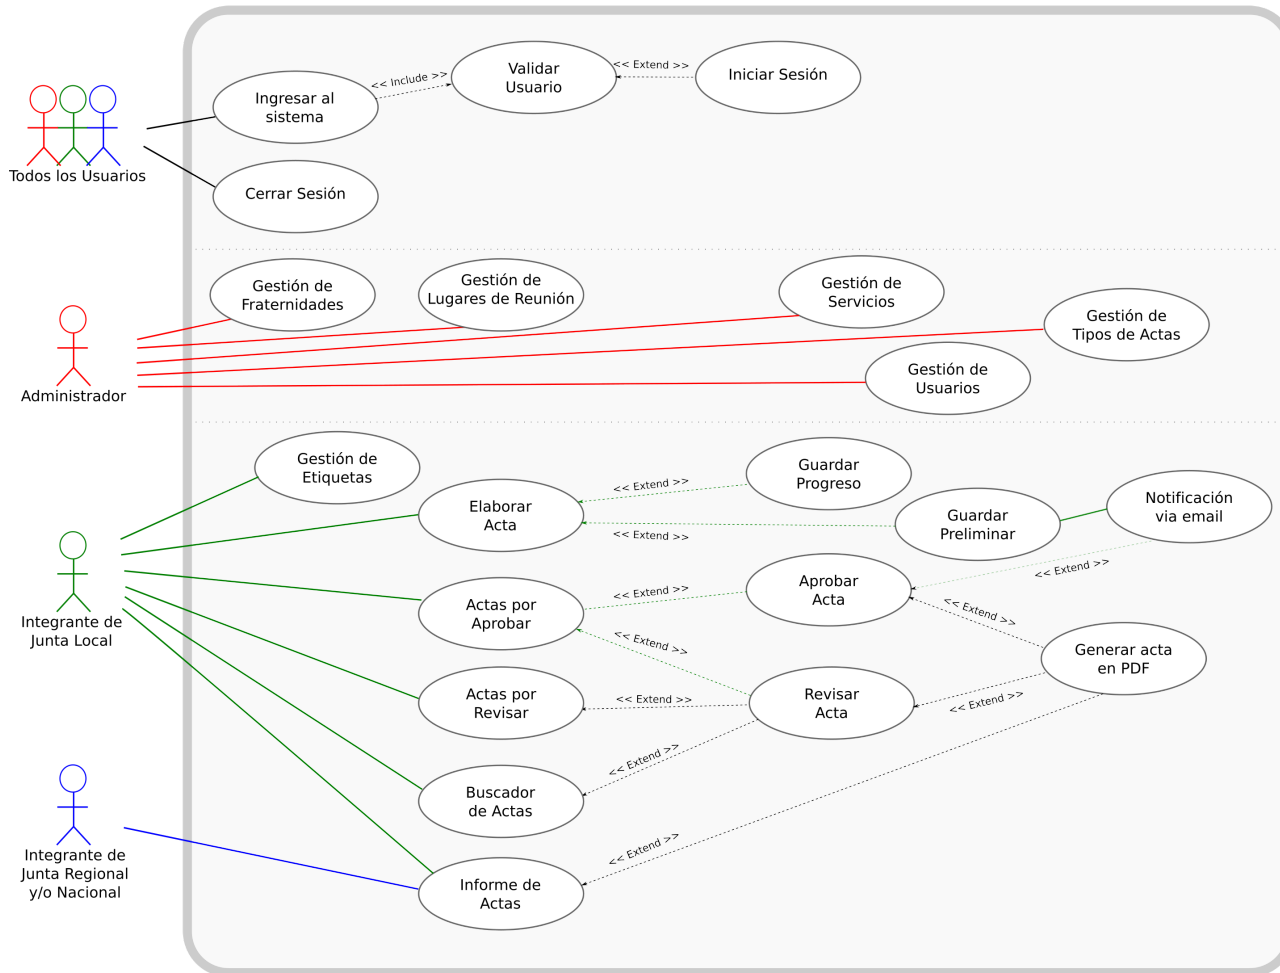 Todos los Usuarios
Ingresar al
sistema
<< Include >>
Validar
Usuario
<< Extend >>
Iniciar Sesión
Cerrar Sesión
Administrador
Gestión de
Fraternidades
Gestión de
Lugares de Reunión
Gestión de
Servicios
Gestión de
Tipos de Actas
Gestión de
Usuarios
Integrante de
Junta Local
Gestión de
Etiquetas
Elaborar
Acta
<< Extend >>
Guardar
Progreso
<< Extend >>
Guardar
Preliminar
Notificación
via email
Actas por
Aprobar
<< Extend >>
Aprobar
Acta
<< Extend >>
<< Extend >>
<< Extend >>
Generar acta
en PDF
Actas por
Revisar
<< Extend >>
Revisar
Acta
<< Extend >>
<< Extend >>
Buscador
de Actas
<< Extend >>
Integrante de
Junta Regional
y/o Nacional
Informe de
Actas